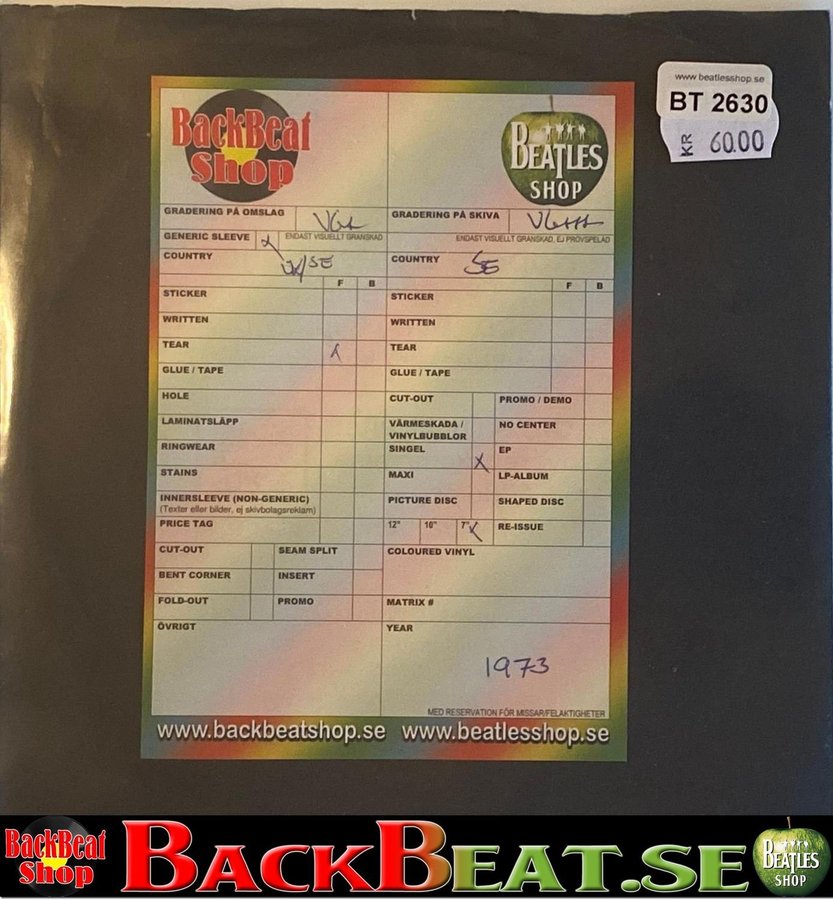 www.beatlesshop.se
BT 2630
KR 60.00
BackBeat
Shop
BEATLES
SHOP
GRADERING PÅ OMSLAG VG+
GRADERING PÅ SKIVA VG+++
GENERIC SLEEVE X ENDAST VISUELLT GRANSKAD
ENDAST VISUELLT GRANSKAD, EJ PROVSPELAD
COUNTRY UK/SE
COUNTRY SE
F B
F B
STICKER
STICKER
WRITTEN
WRITTEN
TEAR X
TEAR
GLUE / TAPE
GLUE / TAPE
HOLE
CUT-OUT PROMO / DEMO
LAMINATSLÄPP
VÄRMESKADA / NO CENTER
VINYLBUBBLOR
RINGWEAR
SINGEL X EP
STAINS
MAXI LP-ALBUM
INNERSLEEVE (NON-GENERIC)
(Texter eller bilder, ej skivbolagsreklam)
PICTURE DISC SHAPED DISC
PRICE TAG
12" 10" 7" X RE-ISSUE
CUT-OUT SEAM SPLIT
COLOURED VINYL
BENT CORNER INSERT
FOLD-OUT PROMO
MATRIX #
ÖVRIGT
YEAR
1973
MED RESERVATION FÖR MISSAR/FELAKTIGHETER
www.backbeatshop.se www.beatlesshop.se
BackBeat
Shop
BACKBEAT.SE
BEATLES
SHOP